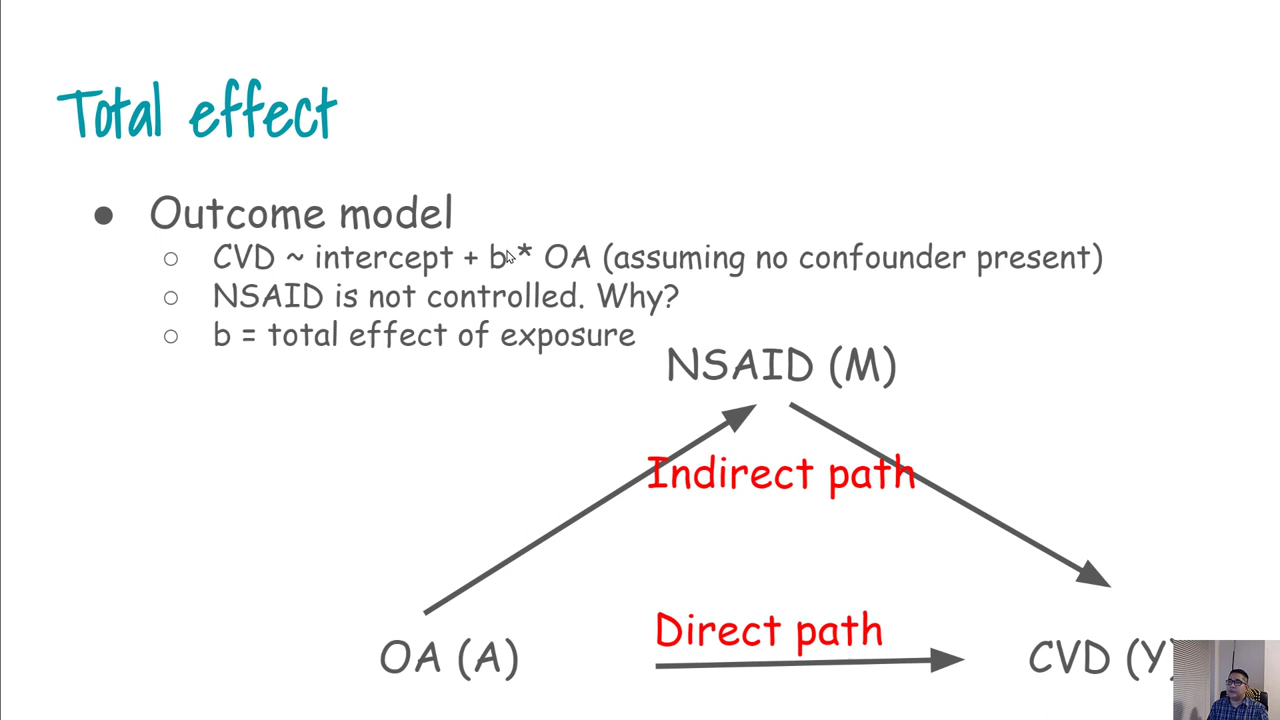 Total effect
● Outcome model
○ CVD ~ intercept + b * OA (assuming no confounder present)
○ NSAID is not controlled. Why?
○ b = total effect of exposure
NSAID (M)
Indirect path
Direct path
OA (A)
CVD (Y)